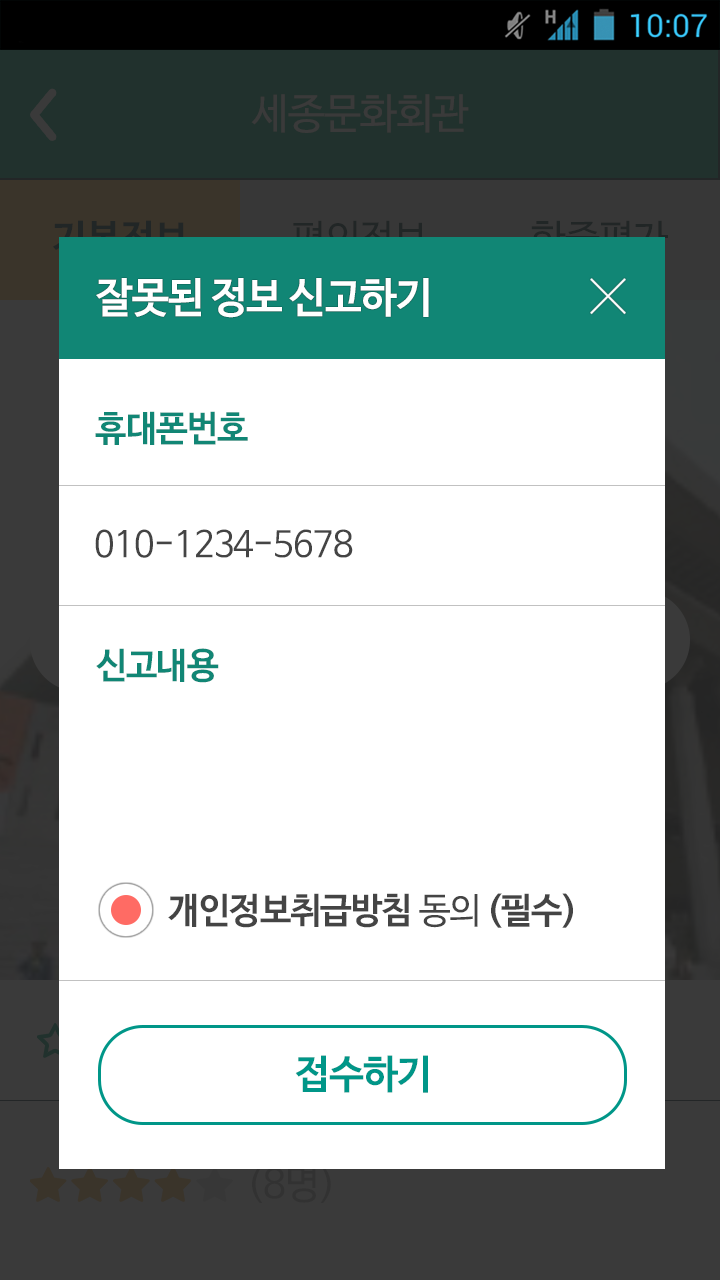 H 10:07
세종문화회관
기본정보 편의정보 한줄평가
잘못된 정보 신고하기
휴대폰번호
010-1234-5678
신고내용
개인정보취급방침 동의 (필수)
접수하기
(8명)